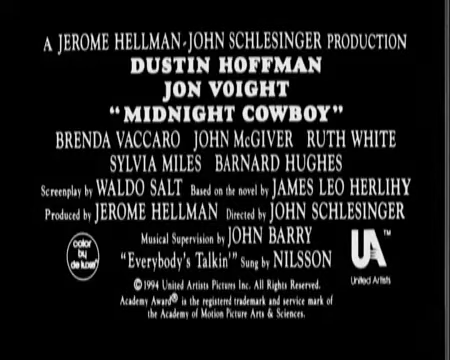 A JEROME HELLMAN-JOHN SCHLESINGER PRODUCTION
DUSTIN HOFFMAN
JON VOIGHT
"MIDNIGHT COWBOY"
BRENDA VACCARO JOHN McGIVER RUTH WHITE
SYLVIA MILES BARNARD HUGHES
Screenplay by WALDO SALT Based on the novel by JAMES LEO HERLIHY
Produced by JEROME HELLMAN Directed by JOHN SCHLESINGER
Musical Supervision by JOHN BARRY
"Everybody's Talkin'" Sung by NILSSON
color
by
de luxe®
UA™
United Artists
©1994 United Artists Pictures Inc. All Rights Reserved.
Academy Award® is the registered trademark and service mark of
the Academy of Motion Picture Arts & Sciences.